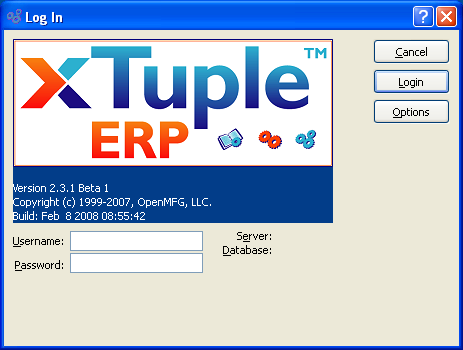 Log In
xTuple™
ERP
Version 2.3.1 Beta 1
Copyright (c) 1999-2007, OpenMFG, LLC.
Build: Feb  8 2008 08:55:42
Username:
Password:
Server:
Database:
Cancel
Login
Options